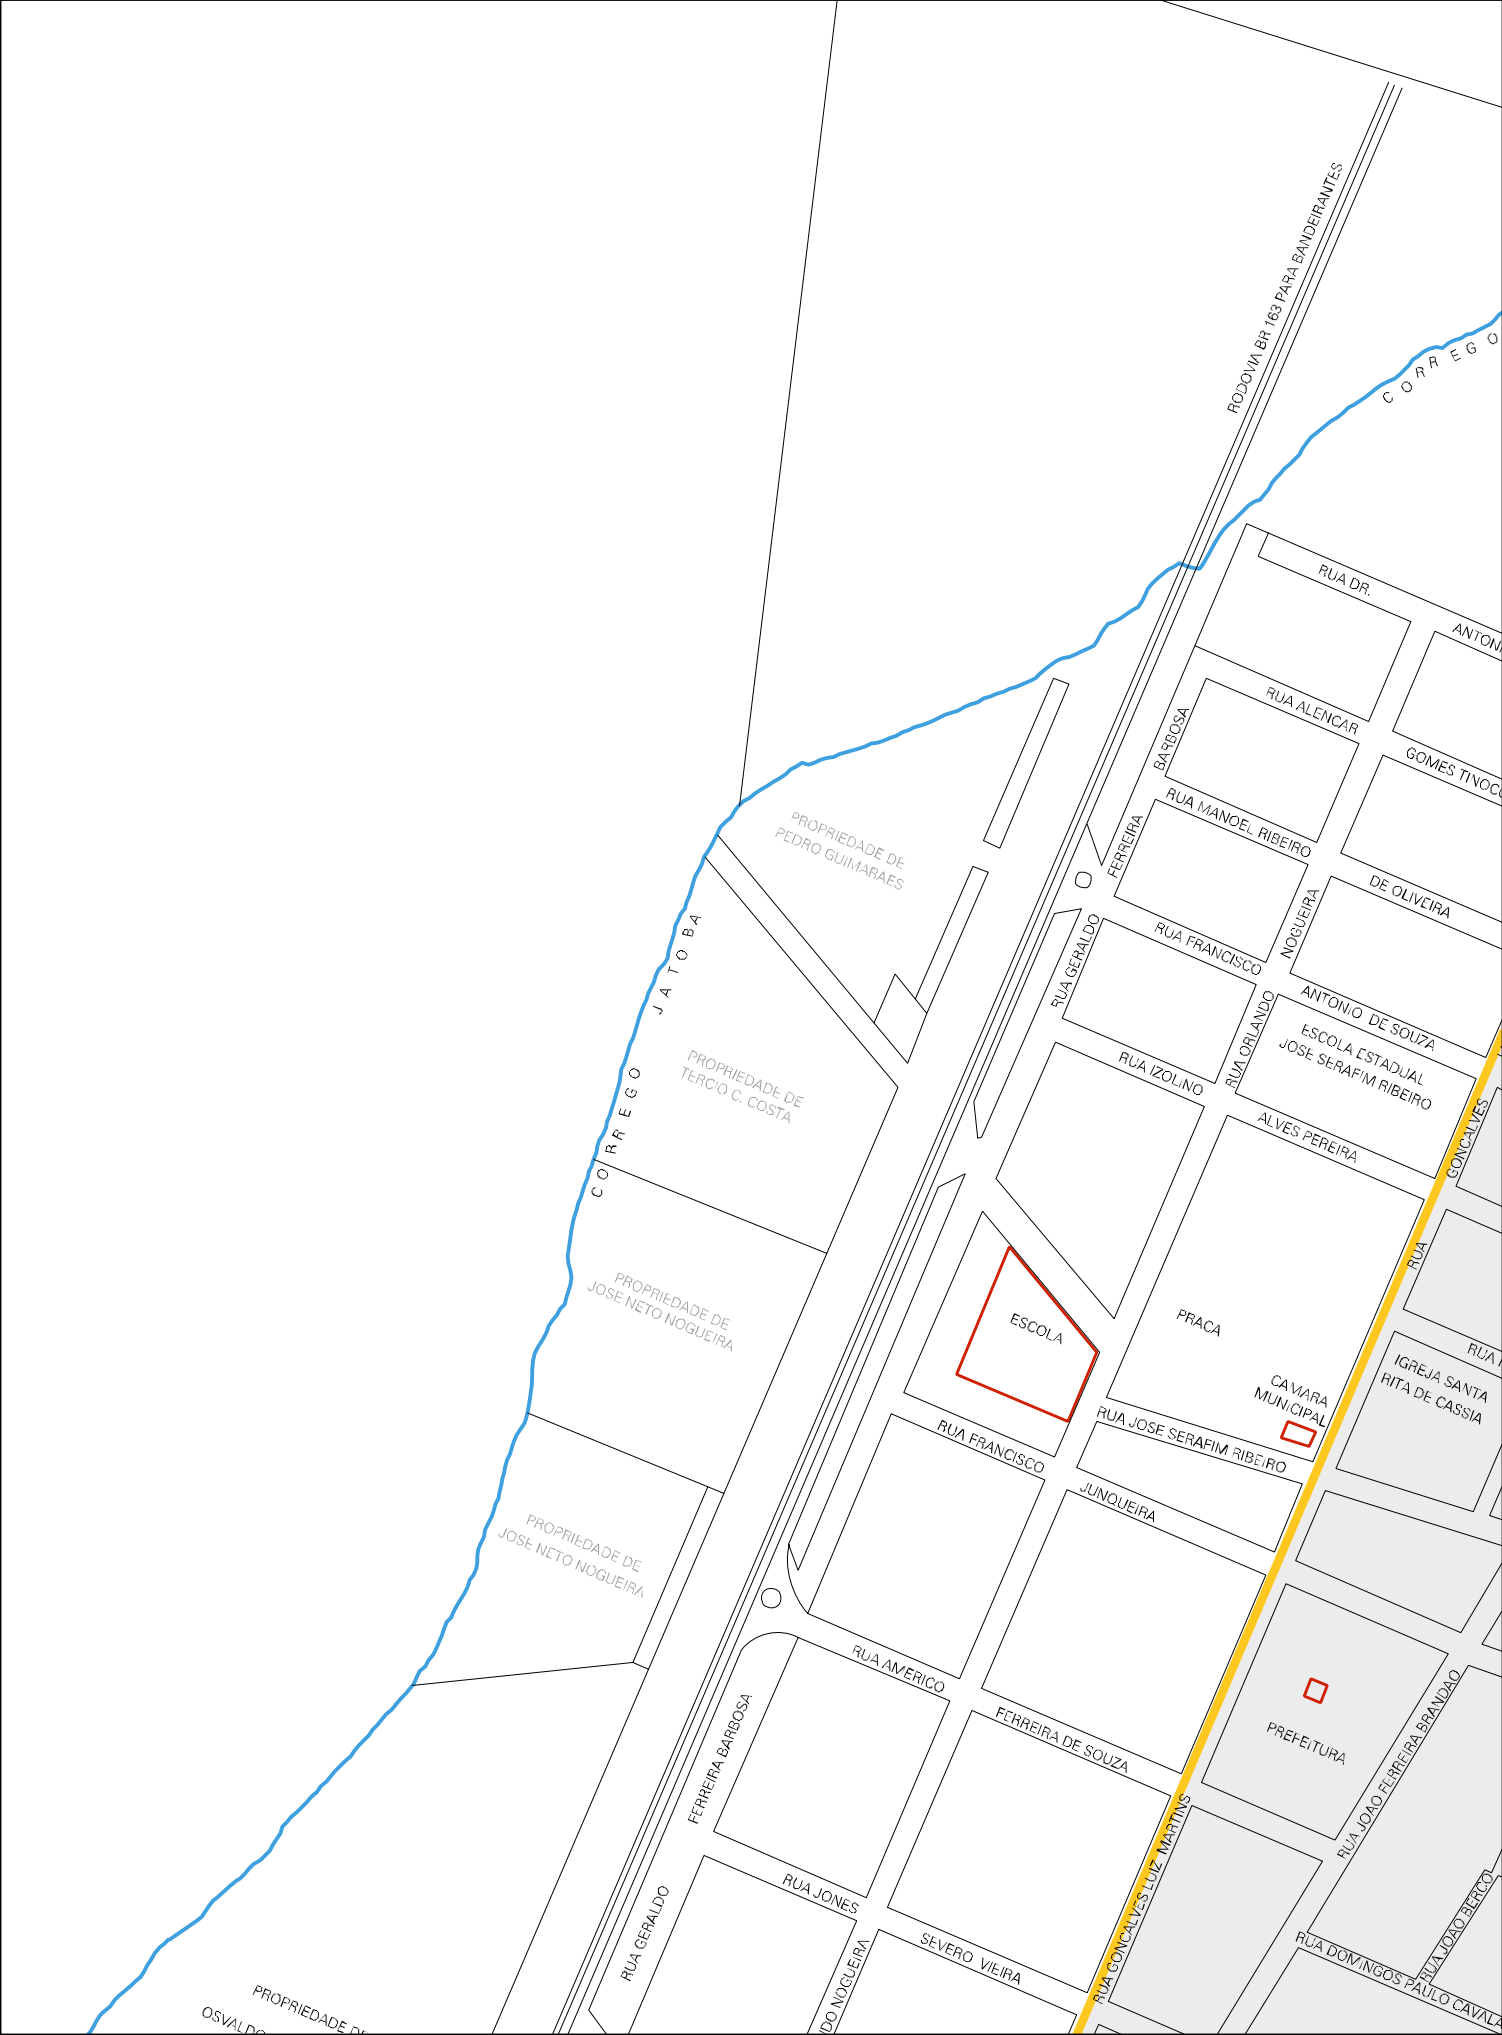 RODOVIA BR 163 PARA BANDEIRANTES
CORREGO
RUA DR.
RUA ALENCAR
BARBOSA
GOMES
RUA MANOEL RIBEIRO
FERREIRA
PROPRIEDADE DE
PEDRO GUIMARAES
DE OLIVEIRA
NOGUEIRA
RUA FRANCISCO
RUA GERALDO
CORREGO JATOBA
RUA ORLANDO
ANTONIO DE SOUZA
ESCOLA ESTADUAL
JOSE SERAFIM RIBEIRO
PROPRIEDADE DE
TERCIO C. COSTA
RUA IZOLINO
ALVES PEREIRA
GONCALVES
RUA
PROPRIEDADE DE
JOSE NETO NOGUEIRA
ESCOLA
PRACA
RUA
IGREJA SANTA
RITA DE CASSIA
CAMARA
MUNICIPAL
RUA JOSE SERAFIM RIBEIRO
RUA FRANCISCO
JUNQUEIRA
PROPRIEDADE DE
JOSE NETO NOGUEIRA
RUA AMERICO
FERREIRA DE SOUZA
PREFEITURA
RUA JOAO FERREIRA BRANDAO
FERREIRA BARBOSA
RUA GONCALVES LUIZ MARTINS
RUA JONES
SEVERO VIEIRA
RUA GERALDO
NOGUEIRA
RUA JOAO
RUA DOMINGOS PAULO
PROPRIEDADE DE